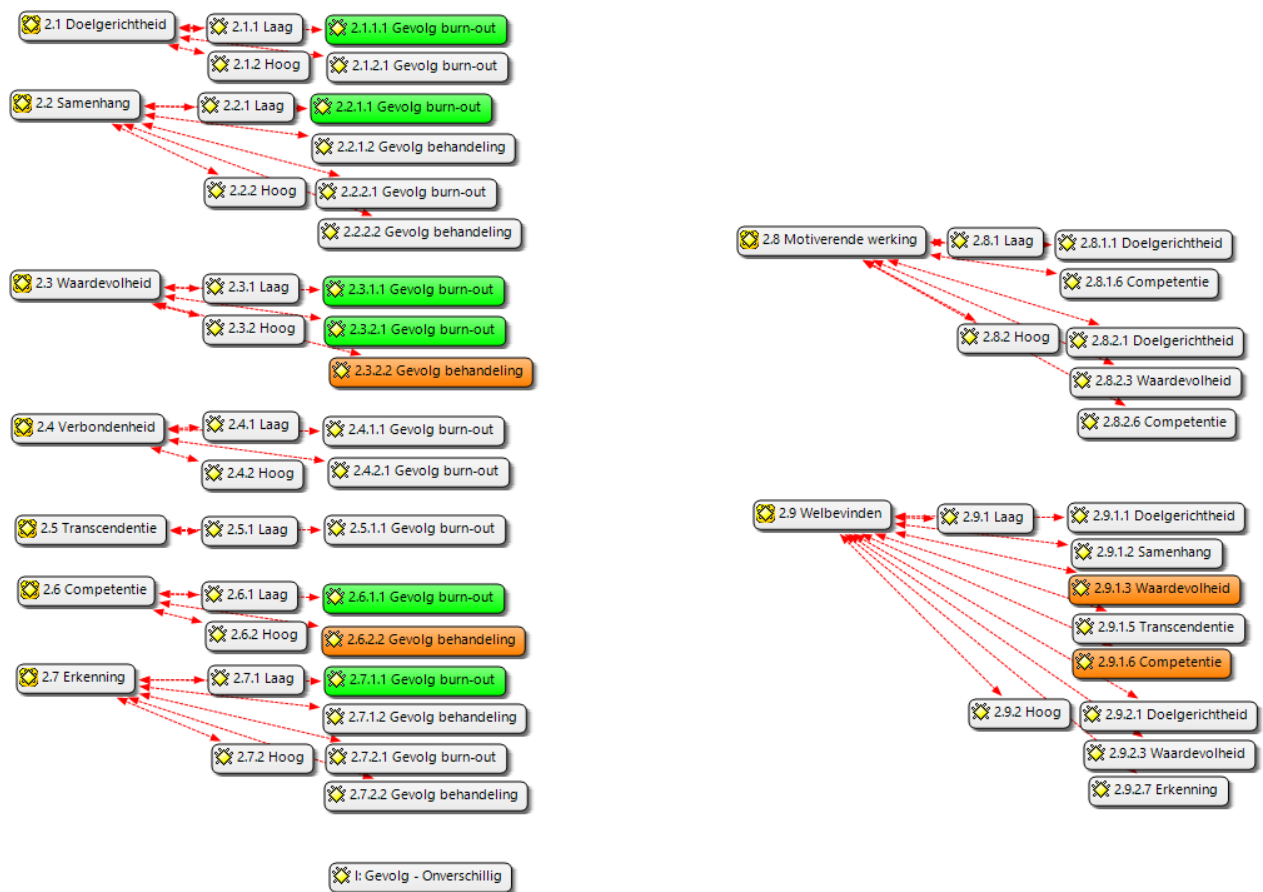 2.1 Doelgerichtheid
2.1.1 Laag
2.1.1.1 Gevolg burn-out
2.1.2 Hoog
2.1.2.1 Gevolg burn-out
2.2 Samenhang
2.2.1 Laag
2.2.1.1 Gevolg burn-out
2.2.1.2 Gevolg behandeling
2.2.2 Hoog
2.2.2.1 Gevolg burn-out
2.2.2.2 Gevolg behandeling
2.3 Waardevolheid
2.3.1 Laag
2.3.1.1 Gevolg burn-out
2.3.2 Hoog
2.3.2.1 Gevolg burn-out
2.3.2.2 Gevolg behandeling
2.4 Verbondenheid
2.4.1 Laag
2.4.1.1 Gevolg burn-out
2.4.2 Hoog
2.4.2.1 Gevolg burn-out
2.5 Transcendentie
2.5.1 Laag
2.5.1.1 Gevolg burn-out
2.6 Competentie
2.6.1 Laag
2.6.1.1 Gevolg burn-out
2.6.2 Hoog
2.6.2.2 Gevolg behandeling
2.7 Erkenning
2.7.1 Laag
2.7.1.1 Gevolg burn-out
2.7.1.2 Gevolg behandeling
2.7.2 Hoog
2.7.2.1 Gevolg burn-out
2.7.2.2 Gevolg behandeling
I: Gevolg - Onverschillig
2.8 Motiverende werking
2.8.1 Laag
2.8.1.1 Doelgerichtheid
2.8.1.6 Competentie
2.8.2 Hoog
2.8.2.1 Doelgerichtheid
2.8.2.3 Waardevolheid
2.8.2.6 Competentie
2.9 Welbevinden
2.9.1 Laag
2.9.1.1 Doelgerichtheid
2.9.1.2 Samenhang
2.9.1.3 Waardevolheid
2.9.1.5 Transcendentie
2.9.1.6 Competentie
2.9.2 Hoog
2.9.2.1 Doelgerichtheid
2.9.2.3 Waardevolheid
2.9.2.7 Erkenning